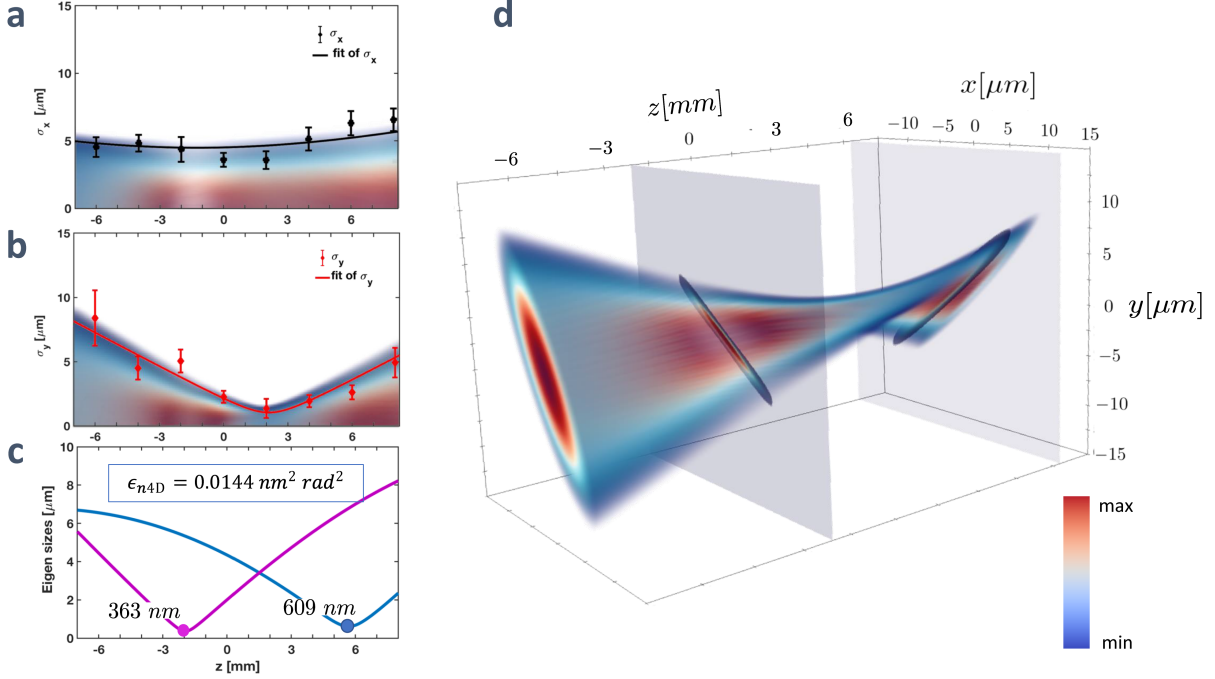 a
15
10
5
0
σx [μm]
σx
fit of σx
-6 -3 0 3 6
b
15
10
5
0
σy [μm]
σy
fit of σy
-6 -3 0 3 6
c
10
8
6
4
2
0
Eigen sizes [μm]
ϵn4D = 0.0144 nm² rad²
363 nm
609 nm
-6 -3 0 3 6
z [mm]
d
z[mm]
-6 -3 0 3 6
x[μm]
-10 -5 0 5 10 15
10
5
0
-5
-10
-15
y[μm]
max
min